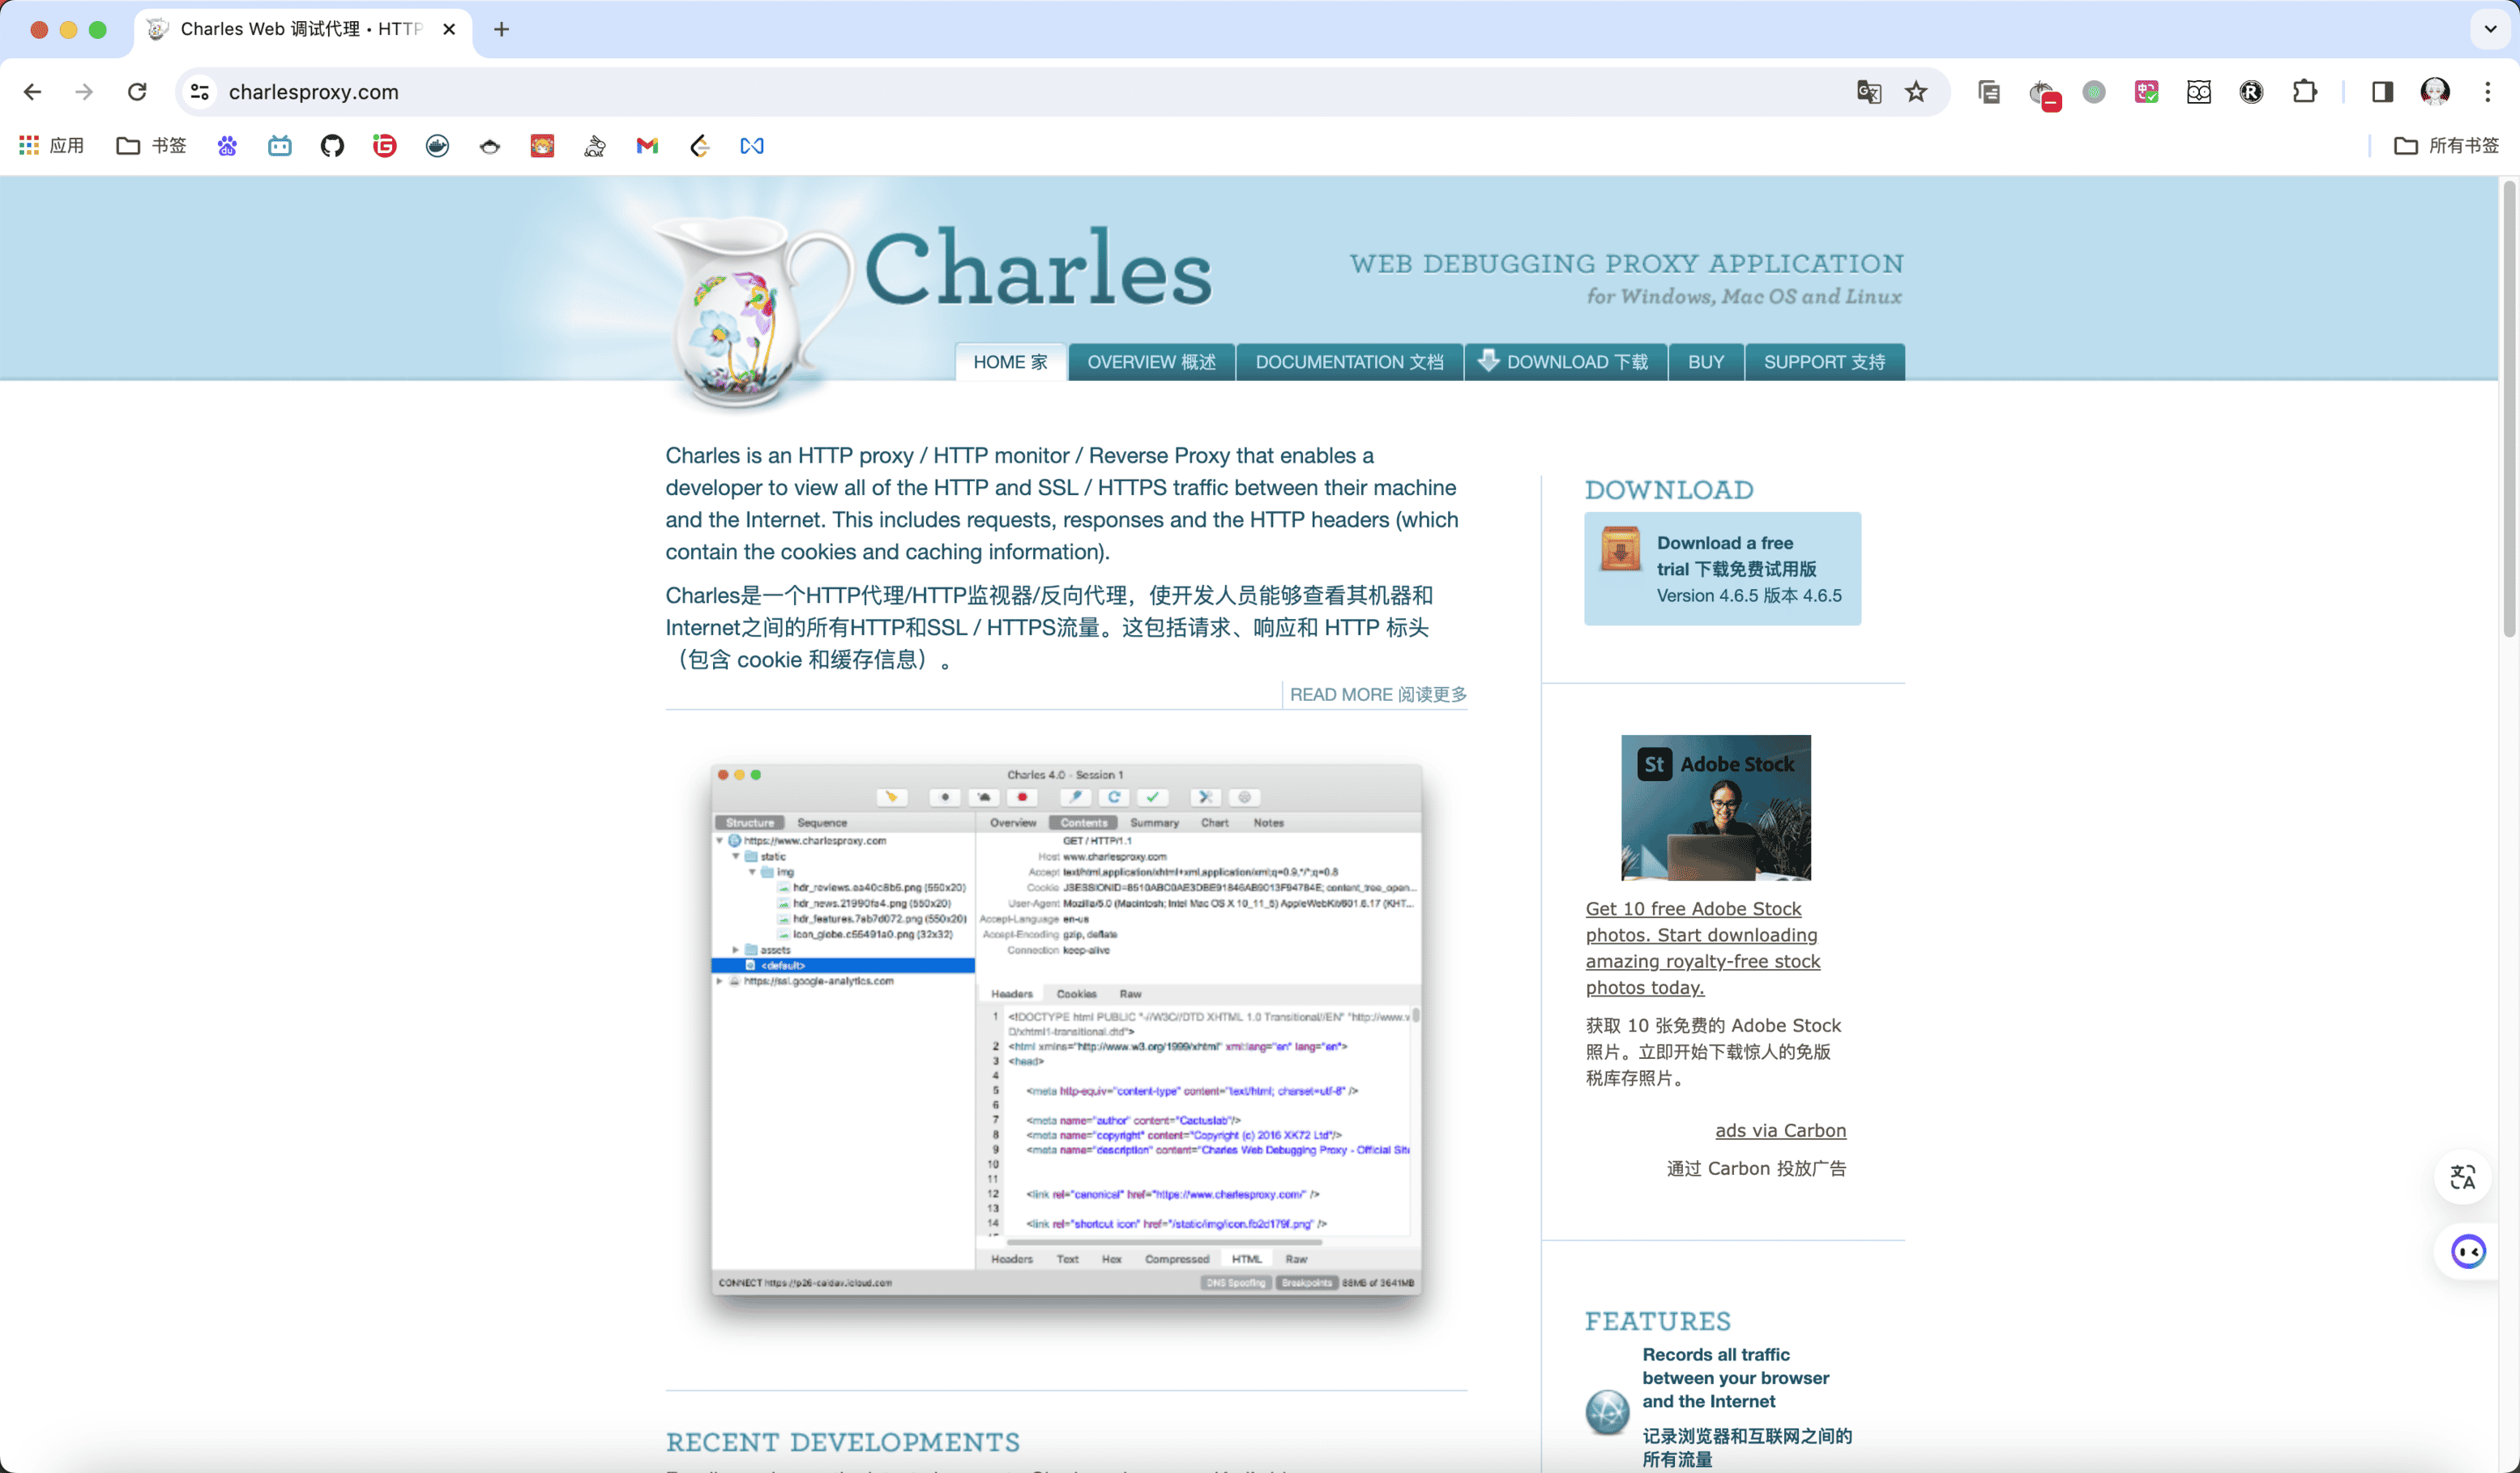 Charles Web 调试代理 • HTTP
charlesproxy.com
应用
书签
所有书签
Charles
WEB DEBUGGING PROXY APPLICATION
for Windows, Mac OS and Linux
HOME 家
OVERVIEW 概述
DOCUMENTATION 文档
DOWNLOAD 下载
BUY
SUPPORT 支持
Charles is an HTTP proxy / HTTP monitor / Reverse Proxy that enables a
developer to view all of the HTTP and SSL / HTTPS traffic between their machine
and the Internet. This includes requests, responses and the HTTP headers (which
contain the cookies and caching information).
Charles是一个HTTP代理/HTTP监视器/反向代理，使开发人员能够查看其机器和
Internet之间的所有HTTP和SSL / HTTPS流量。这包括请求、响应和 HTTP 标头
（包含 cookie 和缓存信息）。
READ MORE 阅读更多
Charles 4.0 - Session 1
Structure
Sequence
https://www.charlesproxy.com
static
img
hdr_reviews.ea40c8b5.png (550x20)
hdr_news.21990fa4.png (550x20)
hdr_features.7ab7d072.png (550x20)
icon_globe.c55491a0.png (32x32)
assets
<default>
https://ssl.google-analytics.com
Overview
Contents
Summary
Chart
Notes
GET / HTTP/1.1
Host www.charlesproxy.com
Accept text/html,application/xhtml+xml,application/xml;q=0.9,*/*;q=0.8
Cookie JSESSIONID=8510ABC0AE3DBE91846AB9013F94784E; content_tree_open...
User-Agent Mozilla/5.0 (Macintosh; Intel Mac OS X 10_11_5) AppleWebKit/601.6.17 (KHT...
Accept-Language en-us
Accept-Encoding gzip, deflate
Connection keep-alive
Headers
Cookies
Raw
1 <!DOCTYPE html PUBLIC "-//W3C//DTD XHTML 1.0 Transitional//EN" "http://www.v
D/xhtml1-transitional.dtd">
2 <html xmlns="http://www.w3.org/1999/xhtml" xml:lang="en" lang="en">
3 <head>
4
5 <meta http-equiv="content-type" content="text/html; charset=utf-8" />
6
7 <meta name="author" content="Cactuslab"/>
8 <meta name="copyright" content="Copyright (c) 2016 XK72 Ltd"/>
9 <meta name="description" content="Charles Web Debugging Proxy - Official Site
10
11
12 <link rel="canonical" href="https://www.charlesproxy.com/" />
13
14 <link rel="shortcut icon" href="/static/img/icon.fb2d179f.png" />
Headers
Text
Hex
Compressed
HTML
Raw
CONNECT https://p26-caldav.icloud.com
DNS Spoofing
Breakpoints
88MB of 3641MB
RECENT DEVELOPMENTS
DOWNLOAD
Download a free
trial 下载免费试用版
Version 4.6.5 版本 4.6.5
St Adobe Stock
Get 10 free Adobe Stock
photos. Start downloading
amazing royalty-free stock
photos today.
获取 10 张免费的 Adobe Stock
照片。立即开始下载惊人的免版
税库存照片。
ads via Carbon
通过 Carbon 投放广告
FEATURES
Records all traffic
between your browser
and the Internet
记录浏览器和互联网之间的
所有流量